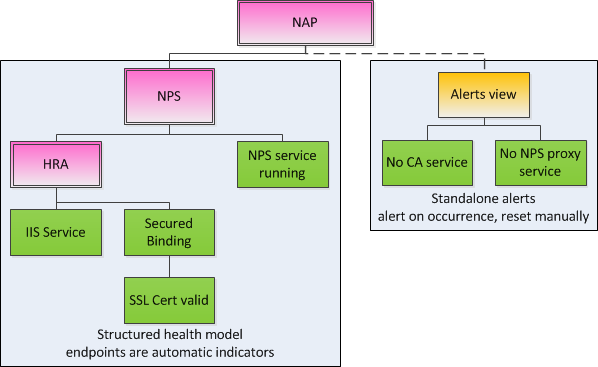 NAP
NPS
HRA
NPS service
running
IIS Service
Secured
Binding
SSL Cert valid
Structured health model
endpoints are automatic indicators
Alerts view
No CA service
No NPS proxy
service
Standalone alerts
alert on occurrence, reset manually